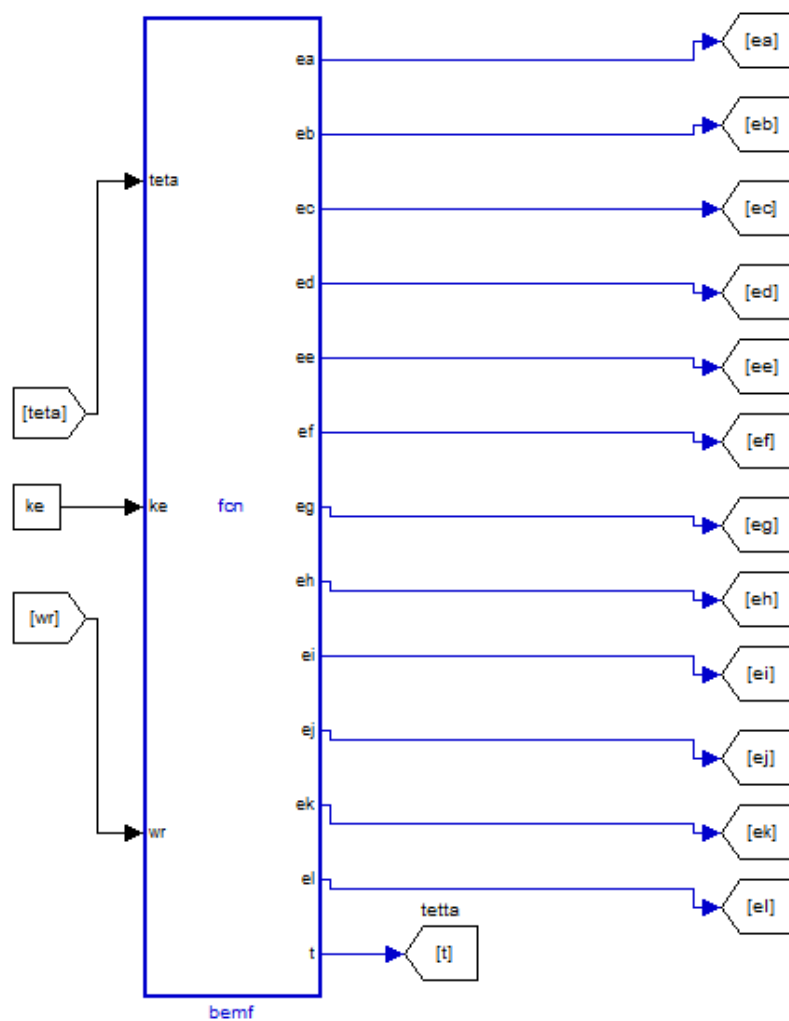 ea
[ea]
eb
[eb]
teta
ec
[ec]
ed
[ed]
ee
[ee]
[teta]
ef
[ef]
ke
ke
fcn
eg
[eg]
eh
[eh]
[wr]
ei
[ei]
ej
[ej]
wr
ek
[ek]
el
[el]
tetta
t
[t]
bemf